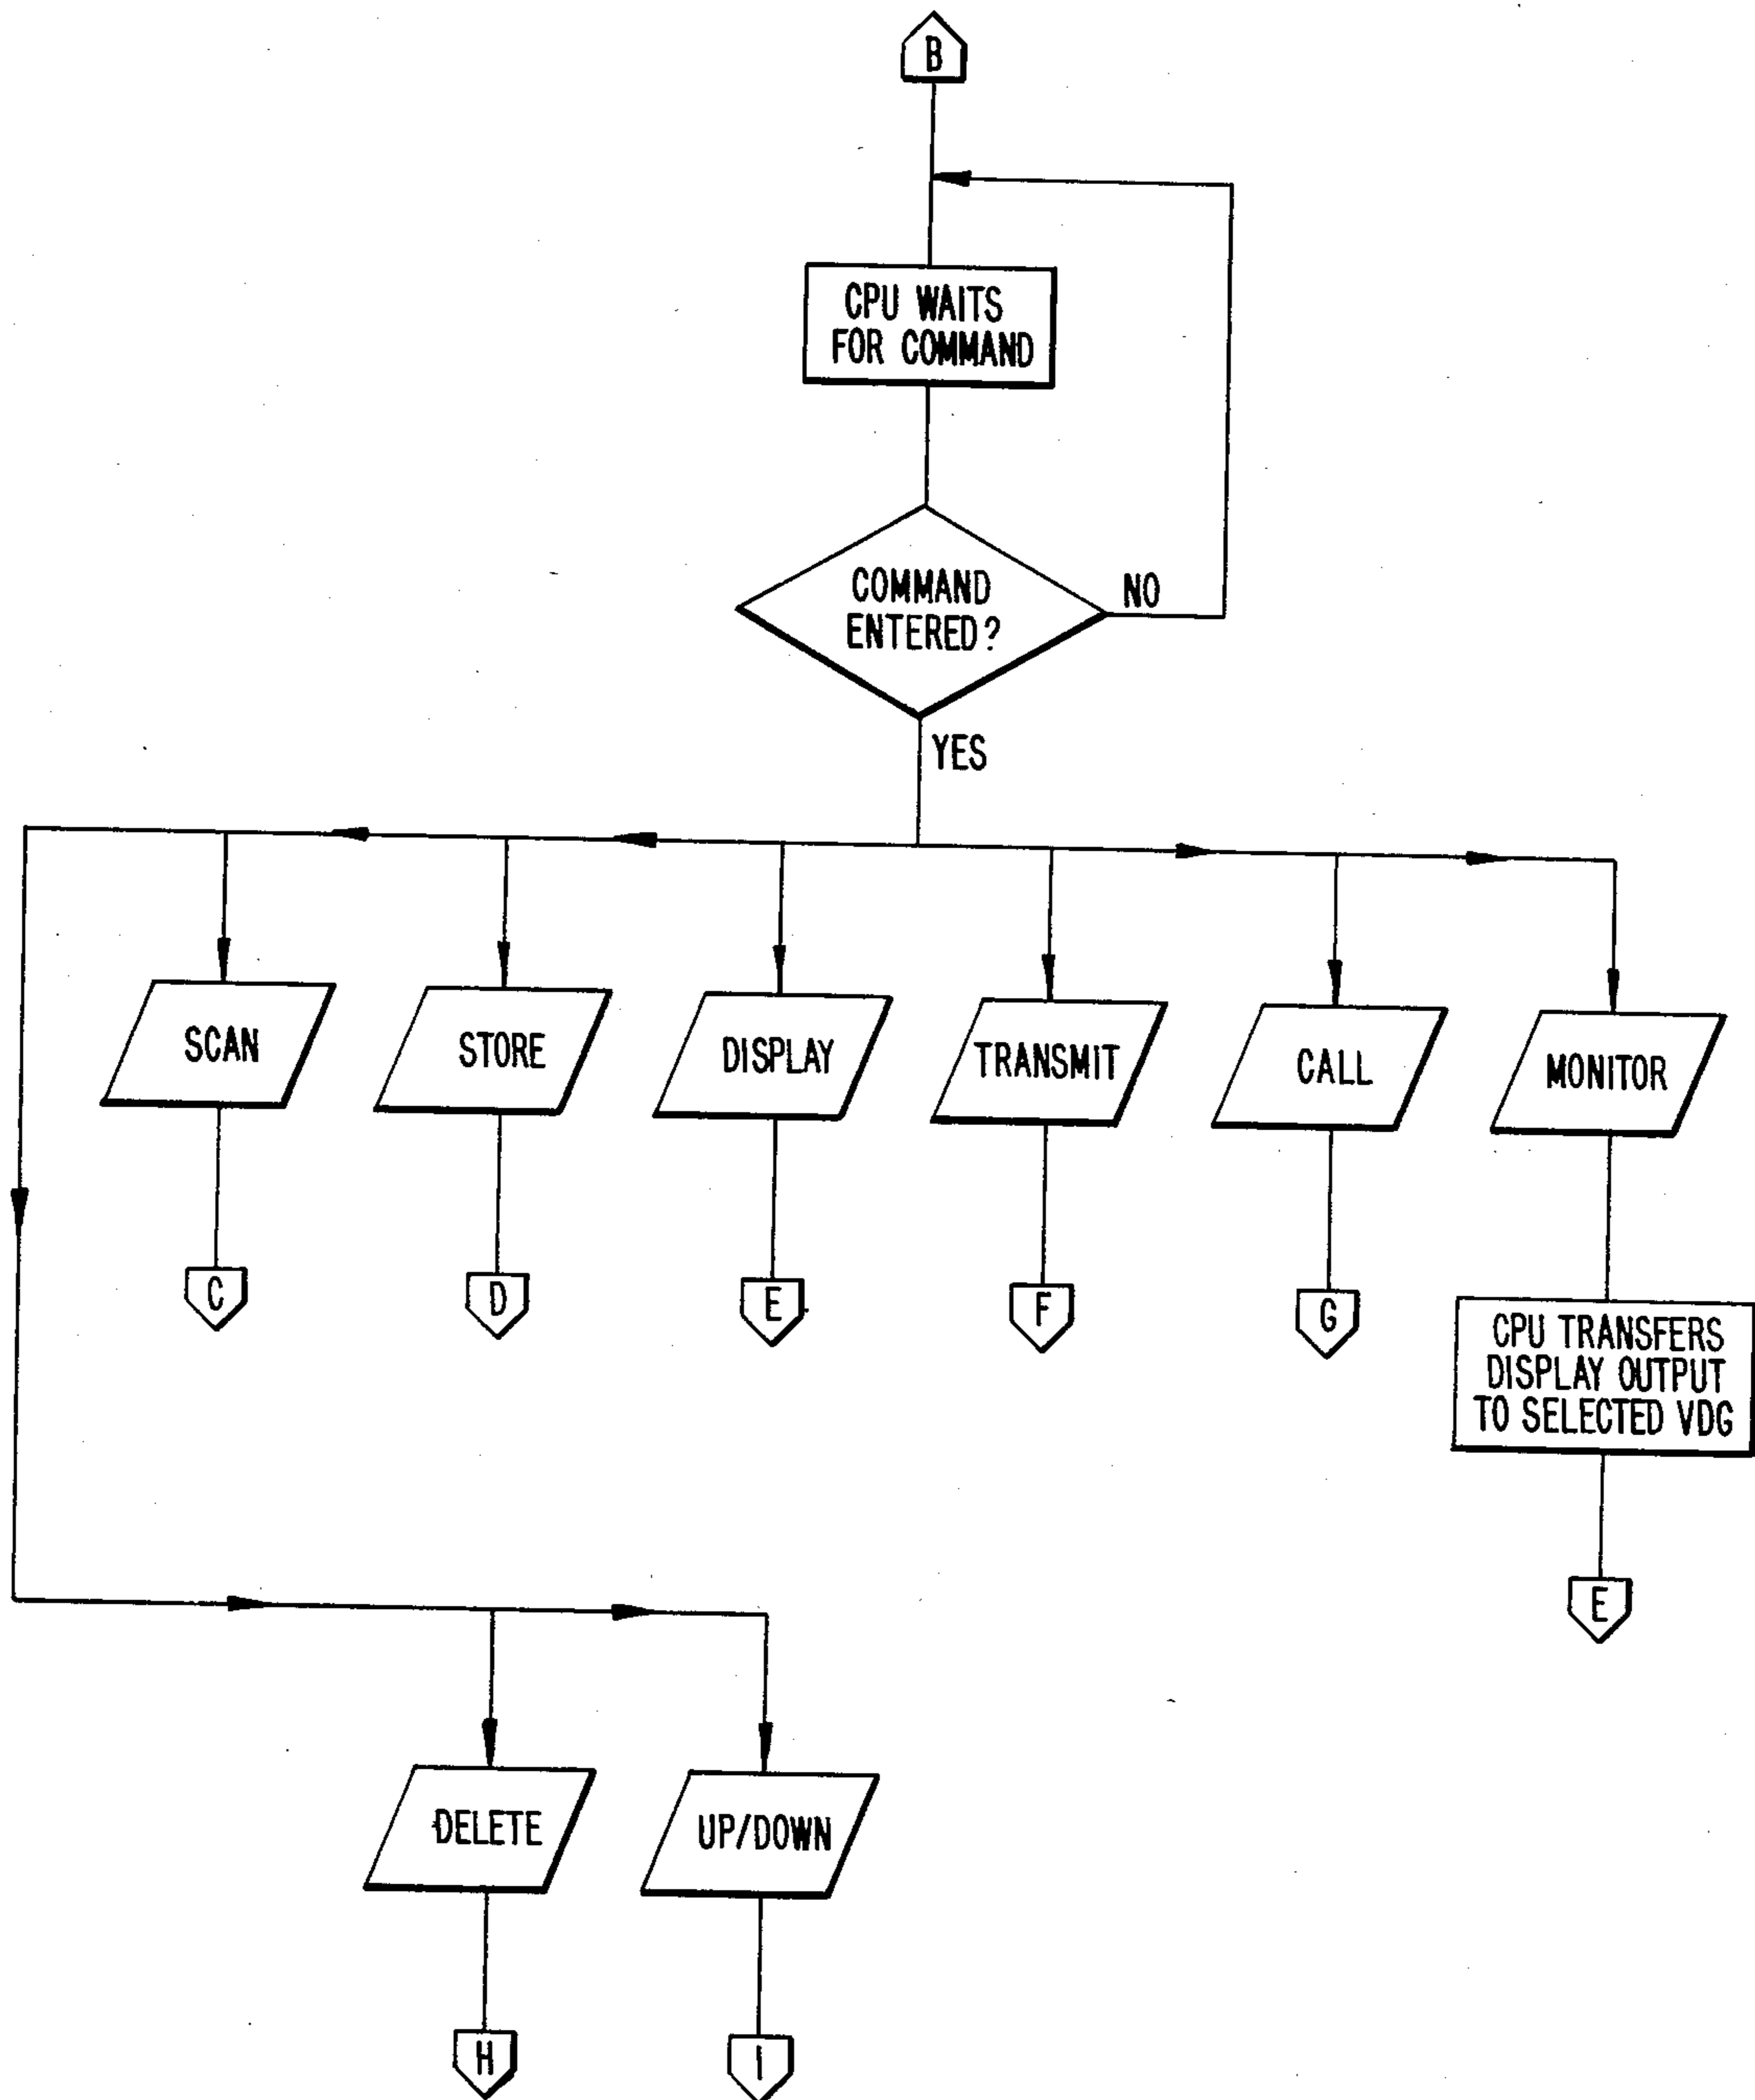 B
CPU WAITS
FOR COMMAND
COMMAND
ENTERED?
NO
YES
SCAN
STORE
DISPLAY
TRANSMIT
CALL
MONITOR
C
D
E
F
G
CPU TRANSFERS
DISPLAY OUTPUT
TO SELECTED VDG
E
DELETE
UP/DOWN
H
I